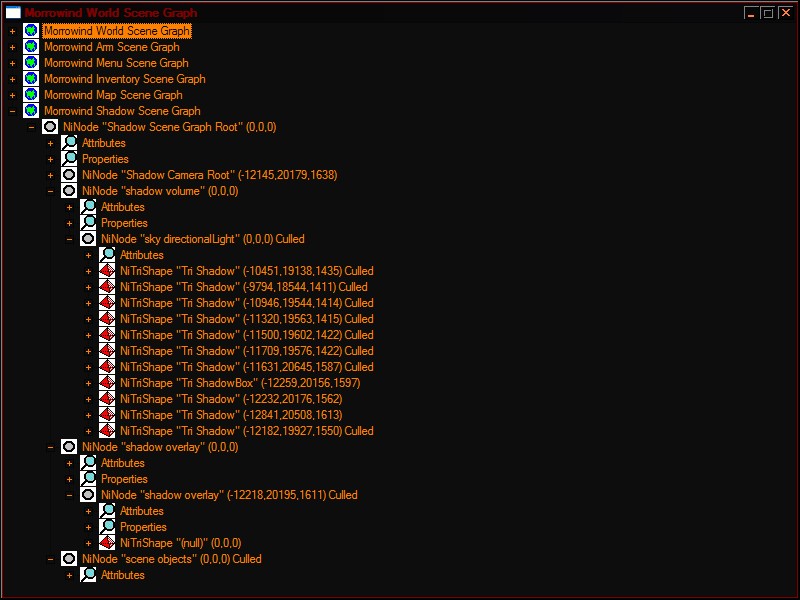 Morrowind World Scene Graph
Morrowind World Scene Graph
Morrowind Arm Scene Graph
Morrowind Menu Scene Graph
Morrowind Inventory Scene Graph
Morrowind Map Scene Graph
Morrowind Shadow Scene Graph
NiNode "Shadow Scene Graph Root" (0,0,0)
Attributes
Properties
NiNode "Shadow Camera Root" (-12145,20179,1638)
NiNode "shadow volume" (0,0,0)
Attributes
Properties
NiNode "sky directionalLight" (0,0,0) Culled
Attributes
NiTriShape "Tri Shadow" (-10451,19138,1435) Culled
NiTriShape "Tri Shadow" (-9794,18544,1411) Culled
NiTriShape "Tri Shadow" (-10946,19544,1414) Culled
NiTriShape "Tri Shadow" (-11320,19563,1415) Culled
NiTriShape "Tri Shadow" (-11500,19602,1422) Culled
NiTriShape "Tri Shadow" (-11709,19576,1422) Culled
NiTriShape "Tri Shadow" (-11631,20645,1587) Culled
NiTriShape "Tri ShadowBox" (-12259,20156,1597)
NiTriShape "Tri Shadow" (-12232,20176,1562)
NiTriShape "Tri Shadow" (-12841,20508,1613)
NiTriShape "Tri Shadow" (-12182,19927,1550) Culled
NiNode "shadow overlay" (0,0,0)
Attributes
Properties
NiNode "shadow overlay" (-12218,20195,1611) Culled
Attributes
Properties
NiTriShape "(null)" (0,0,0)
NiNode "scene objects" (0,0,0) Culled
Attributes